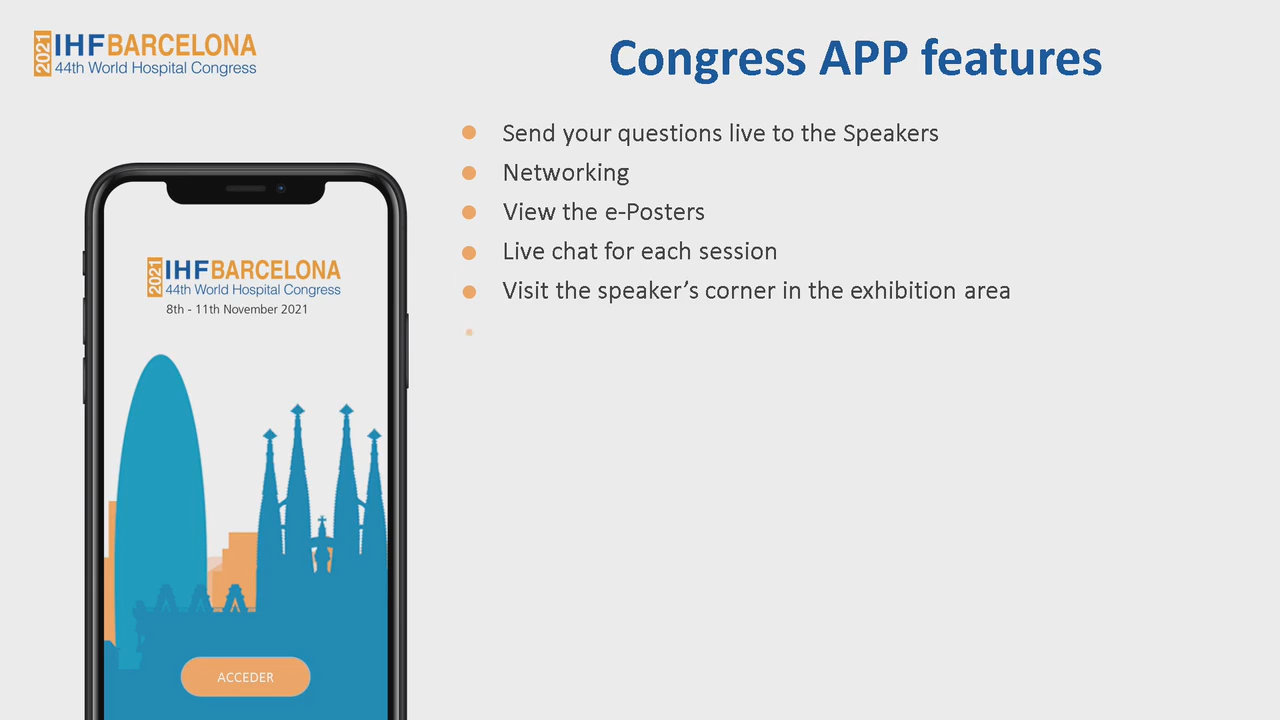 2021 IHF BARCELONA
44th World Hospital Congress
Congress APP features
Send your questions live to the Speakers
Networking
View the e-Posters
Live chat for each session
Visit the speaker's corner in the exhibition area
2021 IHF BARCELONA
44th World Hospital Congress
8th - 11th November 2021
ACCEDER